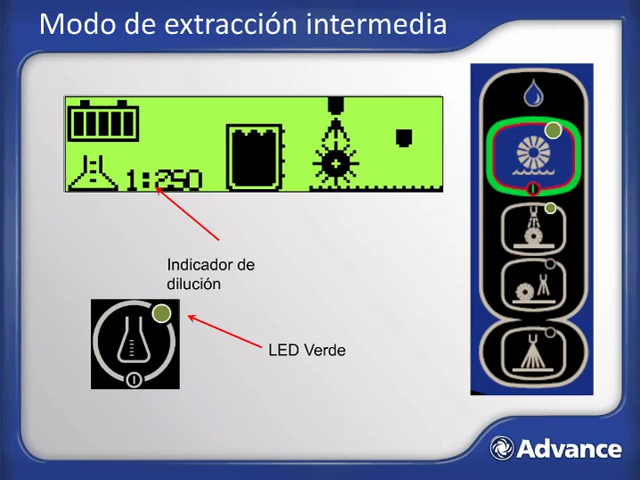 Modo de extracción intermedia
1:250
Indicador de
dilución
LED Verde
Advance